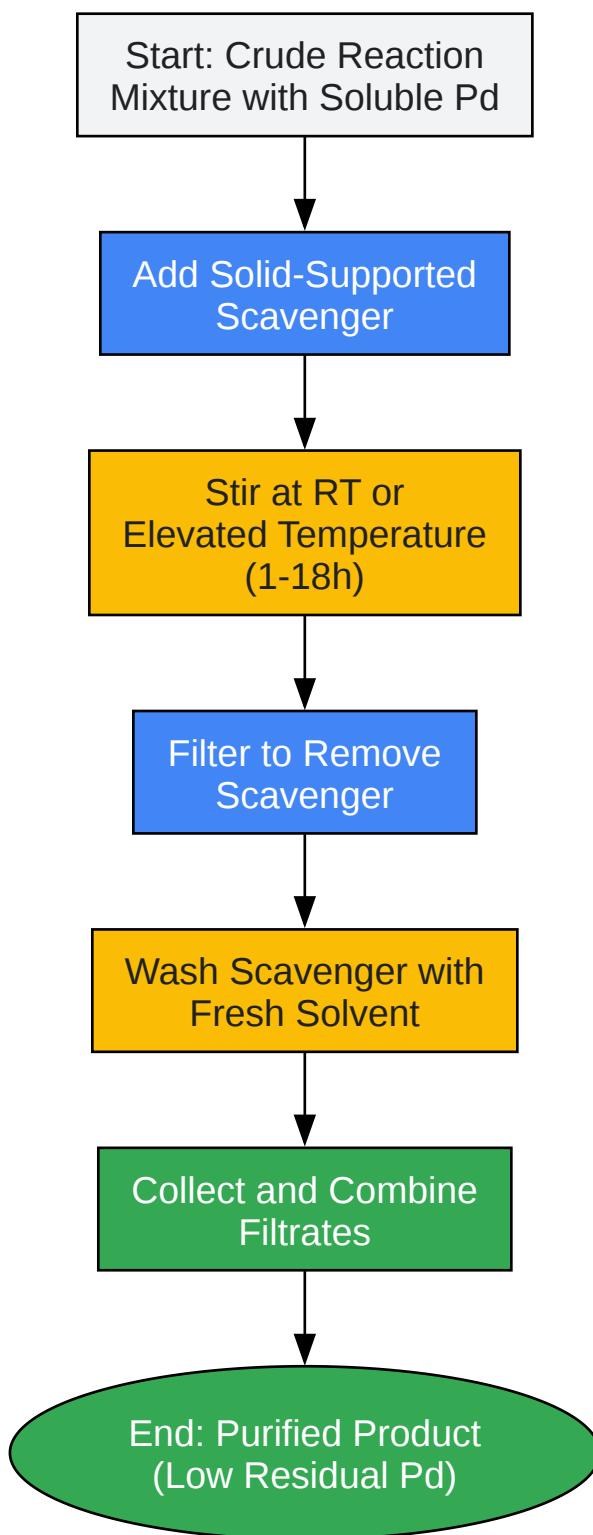 Start: Crude Reaction
Mixture with Soluble Pd
Add Solid-Supported
Scavenger
Stir at RT or
Elevated Temperature
(1-18h)
Filter to Remove
Scavenger
Wash Scavenger with
Fresh Solvent
Collect and Combine
Filtrates
End: Purified Product
(Low Residual Pd)